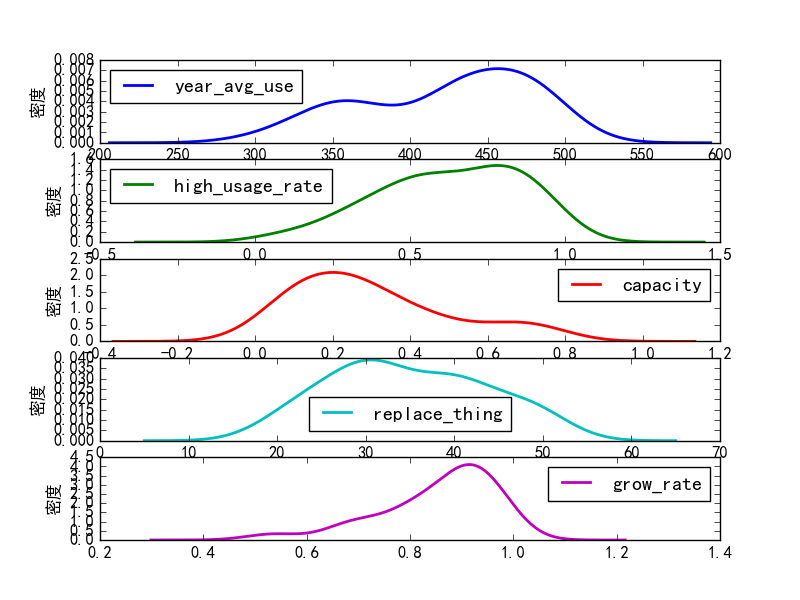 0.008
0.007
0.006
0.005
0.004
0.003
0.002
0.001
0.000
密度
year_avg_use
200 250 300 350 400 450 500 550 600
1.6
1.4
1.2
1.0
0.8
0.6
0.4
0.2
0.0
密度
high_usage_rate
-0.5 0.0 0.5 1.0 1.5
2.5
2.0
1.5
1.0
0.5
0.0
密度
capacity
-0.4 -0.2 0.0 0.2 0.4 0.6 0.8 1.0 1.2
0.040
0.035
0.030
0.025
0.020
0.015
0.010
0.005
0.000
密度
replace_thing
0 10 20 30 40 50 60 70
4.5
4.0
3.5
3.0
2.5
2.0
1.5
1.0
0.5
0.0
密度
grow_rate
0.2 0.4 0.6 0.8 1.0 1.2 1.4